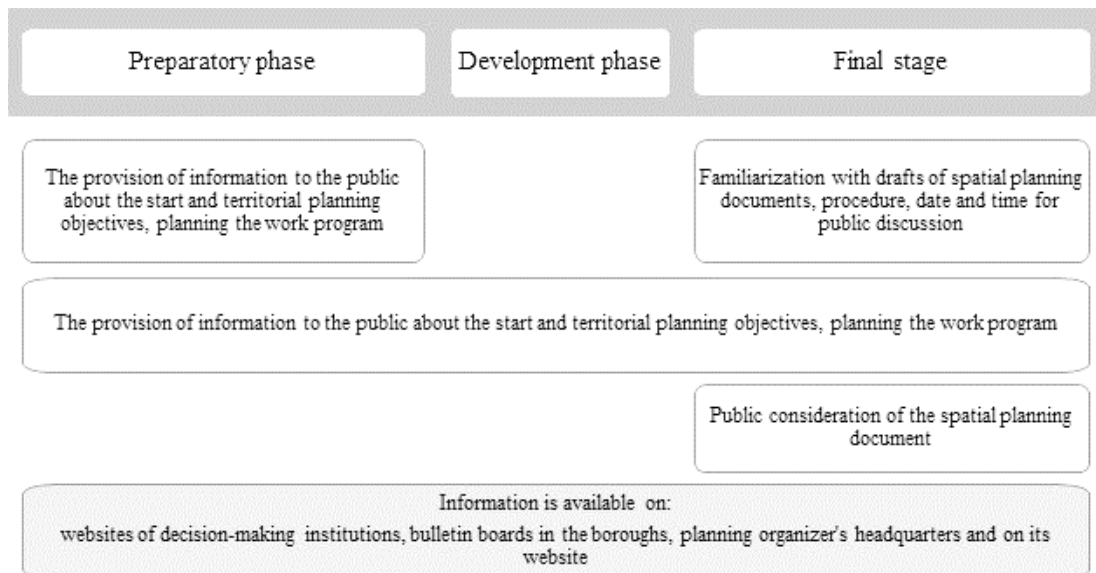 Preparatory phase
Development phase
Final stage
The provision of information to the public
about the start and territorial planning
objectives, planning the work program
Familiarization with drafts of spatial planning
documents, procedure, date and time for
public discussion
The provision of information to the public about the start and territorial planning objectives, planning the work program
Public consideration of the spatial planning
document
Information is available on:
websites of decision-making institutions, bulletin boards in the boroughs, planning organizer's headquarters and on its
website